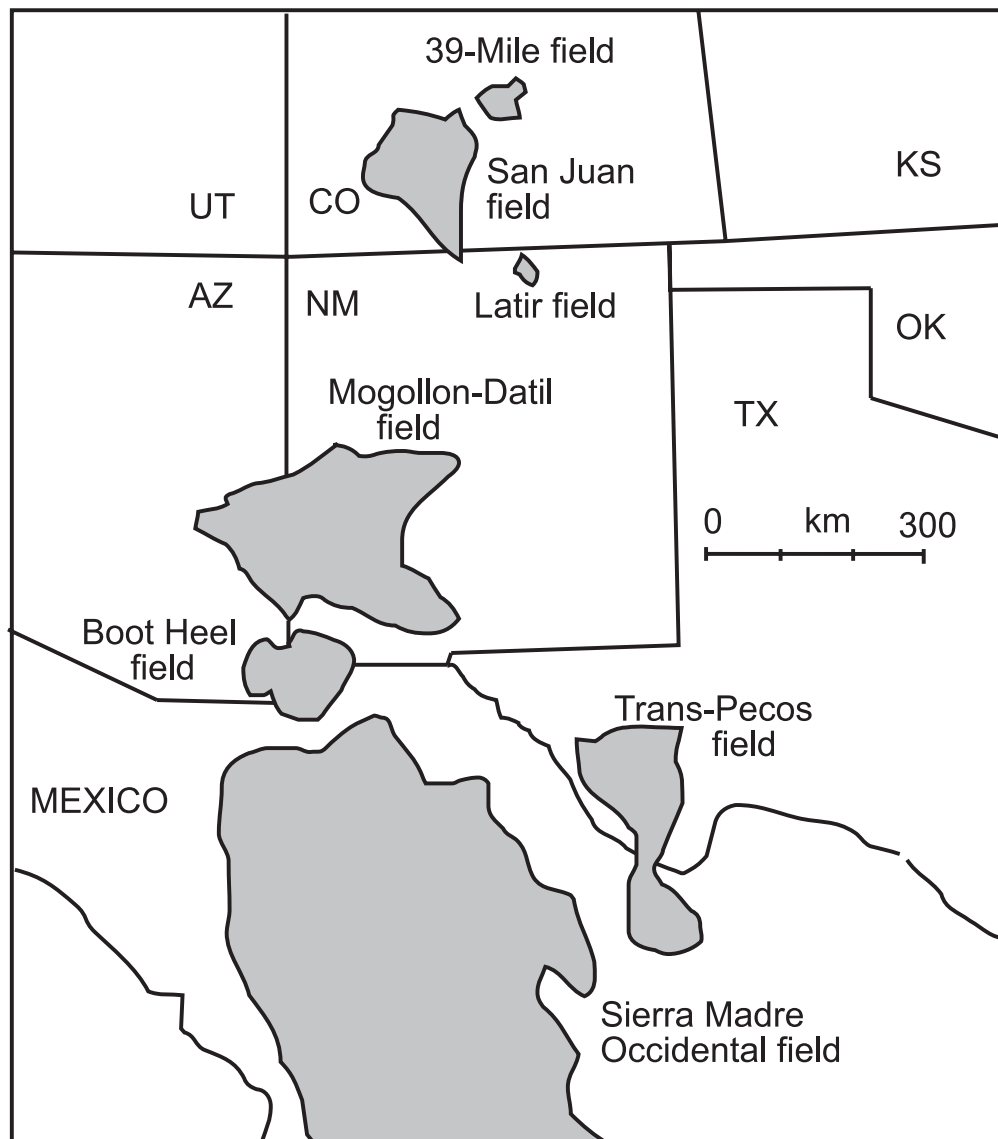 39-Mile field
San Juan
field
KS
UT
CO
AZ
NM
Latir field
OK
Mogollon-Datil
field
TX
0 km 300
Boot Heel
field
Trans-Pecos
field
MEXICO
Sierra Madre
Occidental field